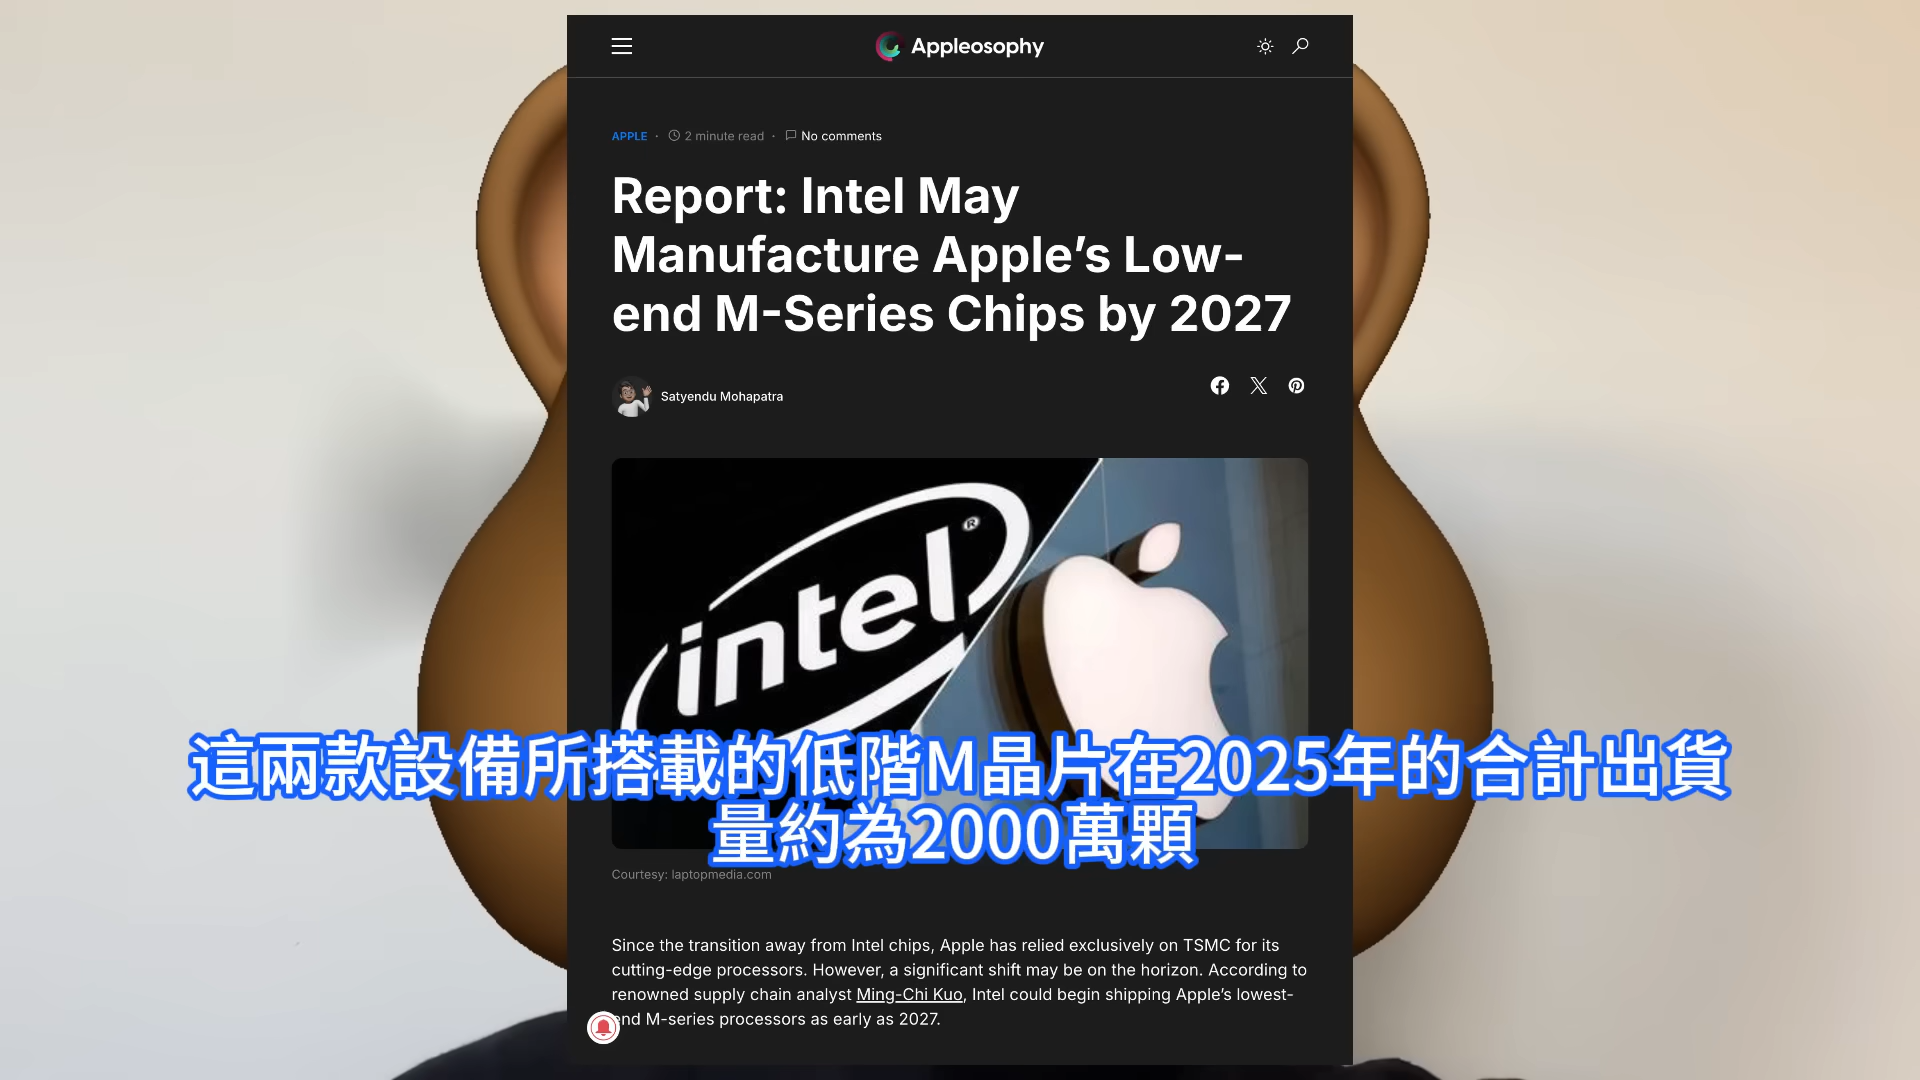 Appleosophy
APPLE · 2 minute read · No comments
Report: Intel May
Manufacture Apple’s Low-
end M-Series Chips by 2027
Satyendu Mohapatra
intel®
這兩款設備所搭載的低階M晶片在2025年的合計出貨
量約為2000萬顆
Courtesy: laptopmedia.com
Since the transition away from Intel chips, Apple has relied exclusively on TSMC for its
cutting-edge processors. However, a significant shift may be on the horizon. According to
renowned supply chain analyst Ming-Chi Kuo, Intel could begin shipping Apple’s lowest-
end M-series processors as early as 2027.